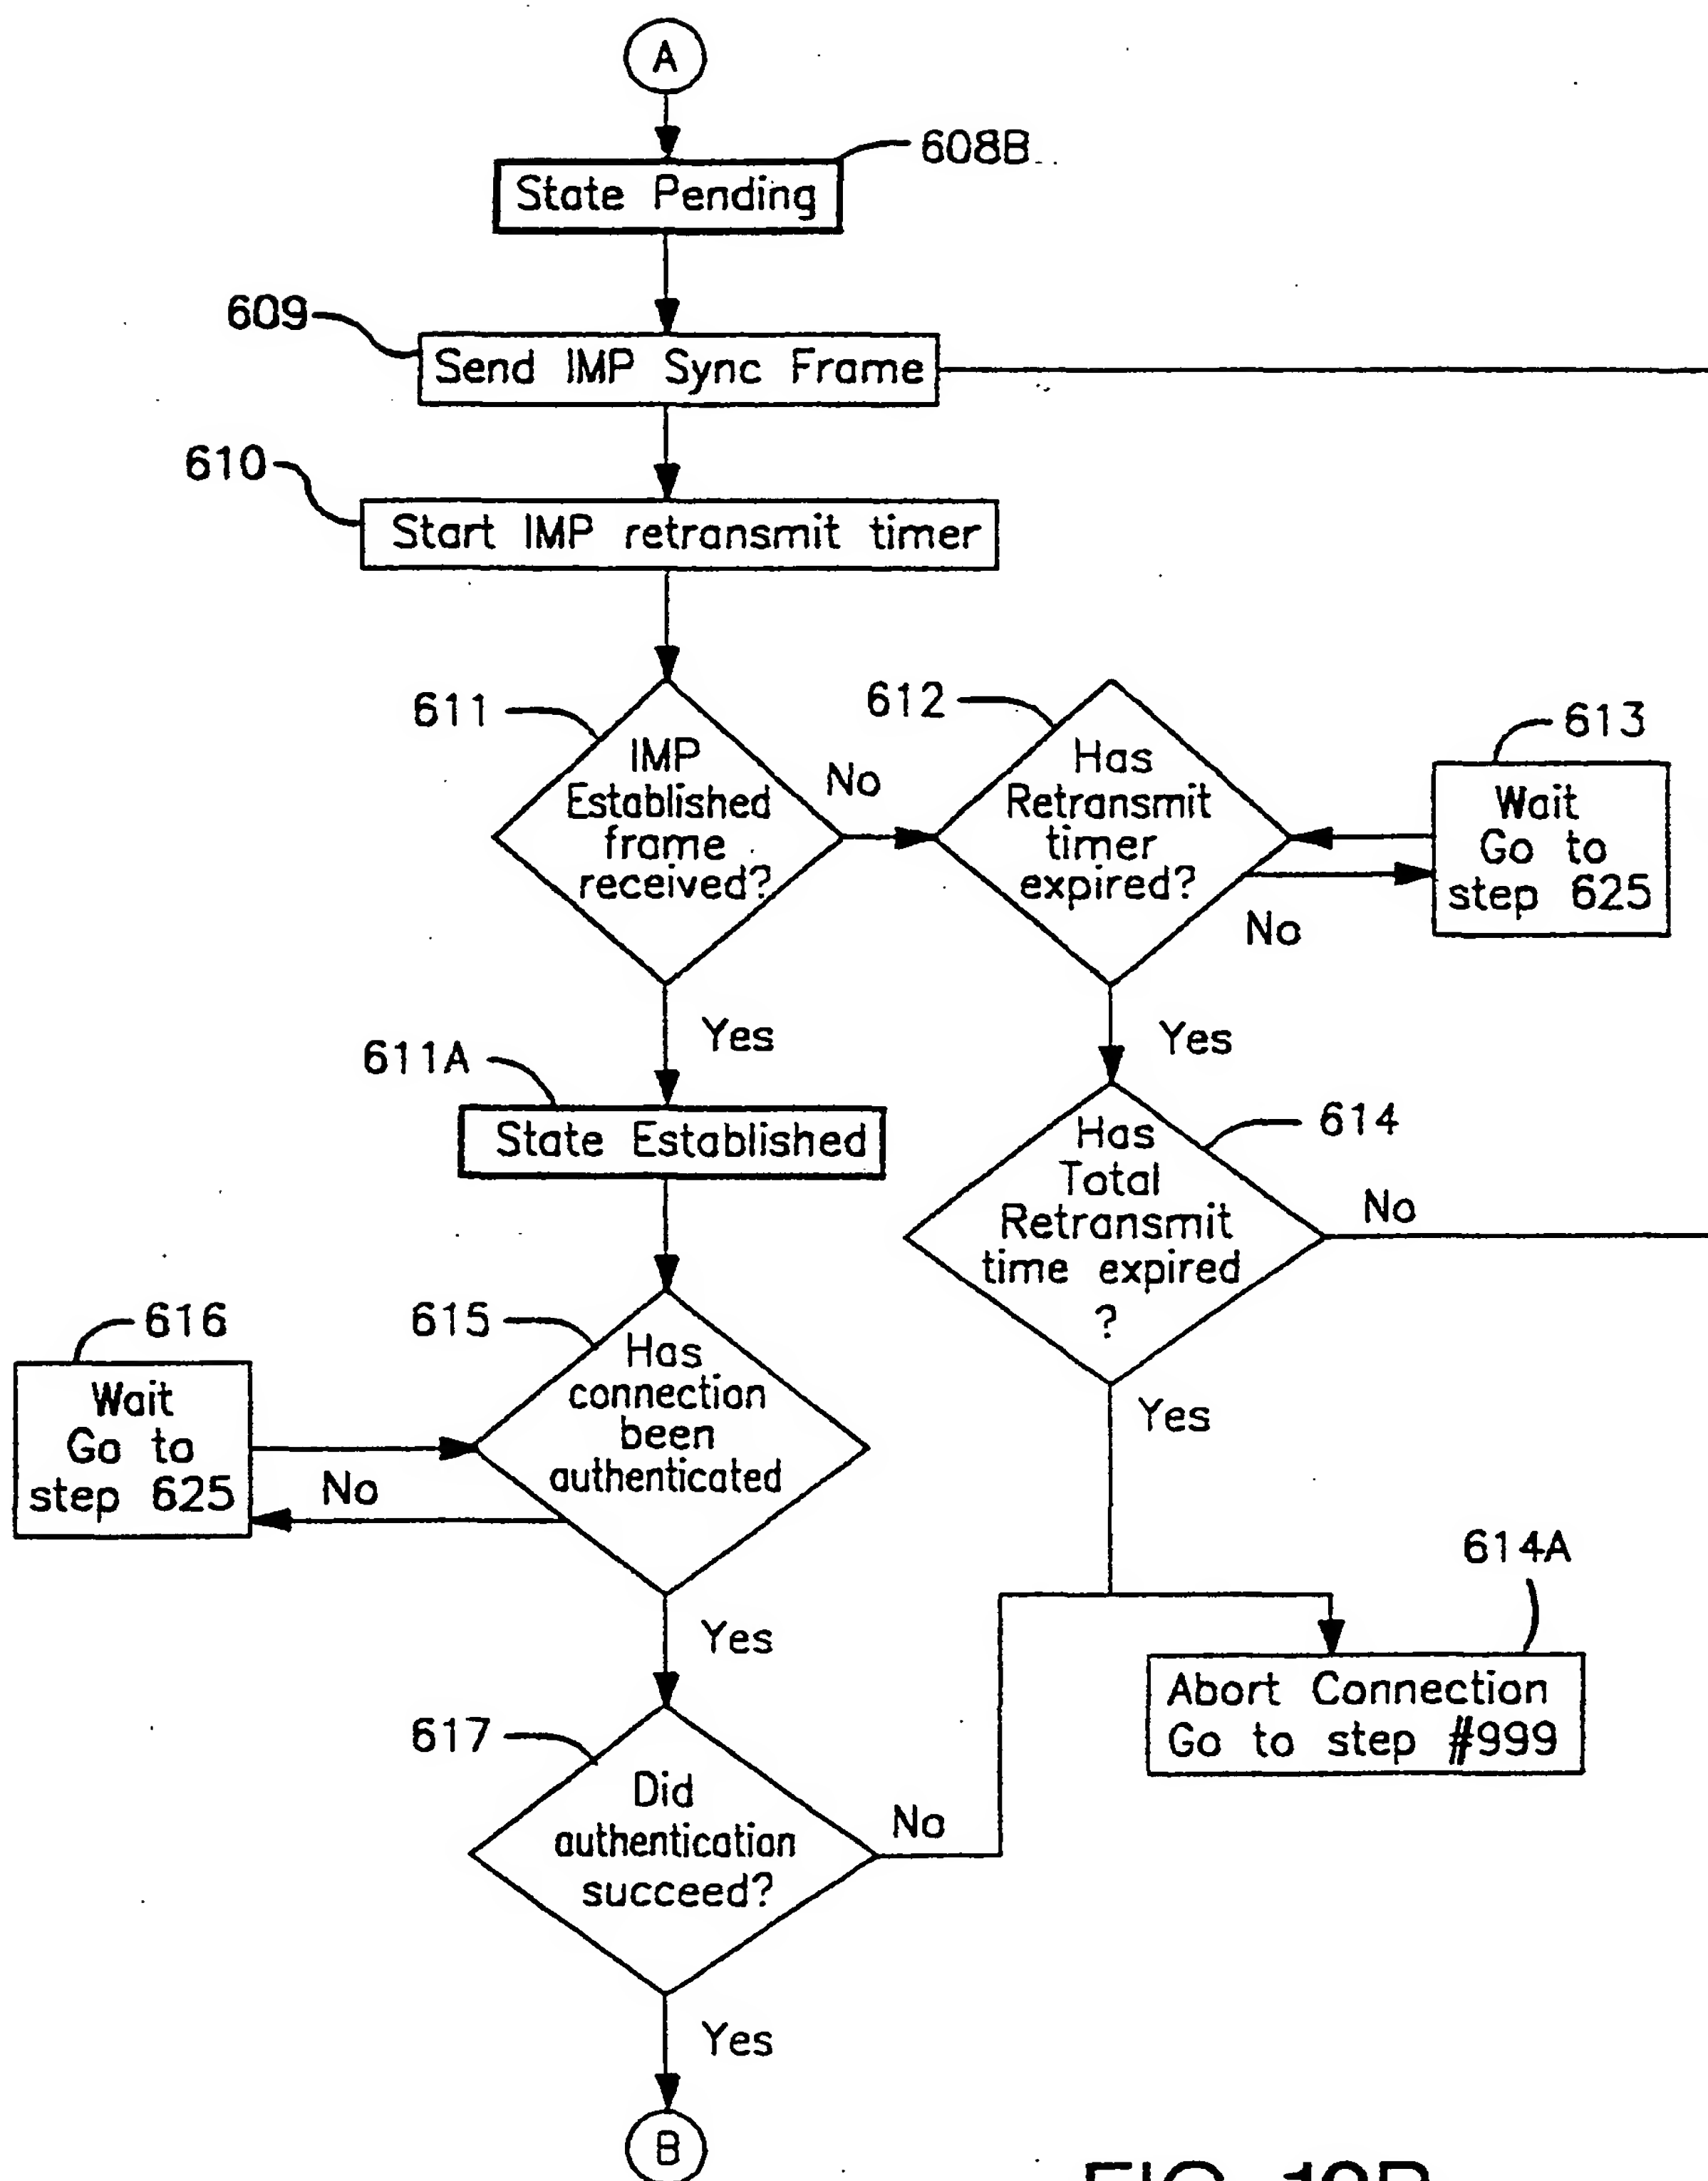 A
608B
State Pending
609
Send IMP Sync Frame
610
Start IMP retransmit timer
611
IMP
Established
frame
received?
No
612
Has
Retransmit
timer
expired?
613
Wait
Go to
step 625
No
Yes
Yes
611A
State Established
614
Has
Total
Retransmit
time expired
?
No
616
Wait
Go to
step 625
615
Has
connection
been
authenticated
No
Yes
Yes
614A
Abort Connection
Go to step #999
617
Did
authentication
succeed?
No
Yes
B